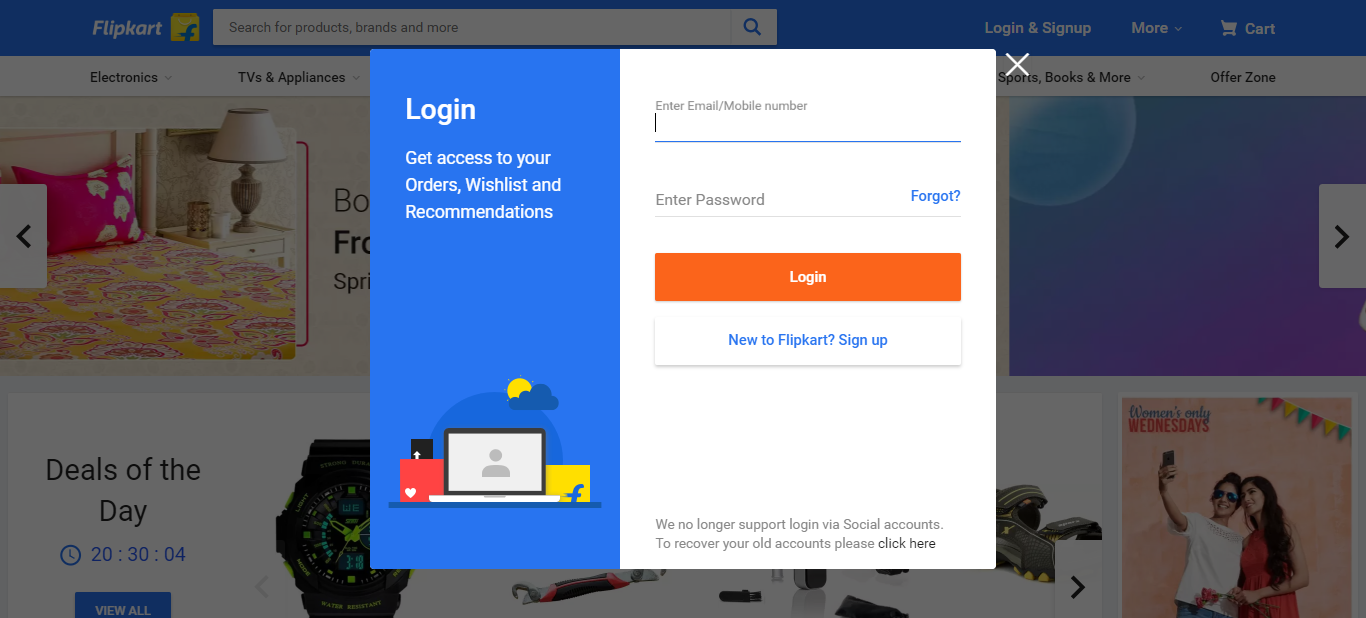 Flipkart
Search for products, brands and more
Login & Signup
More
Cart
Electronics
TVs & Appliances
Sports, Books & More
Offer Zone
Login
Get access to your
Orders, Wishlist and
Recommendations
Enter Email/Mobile number
Enter Password
Forgot?
Login
New to Flipkart? Sign up
We no longer support login via Social accounts.
To recover your old accounts please click here
Deals of the
Day
20 : 30 : 04
VIEW ALL
WATER RESISTANT
Women's only
WEDNESDAYS